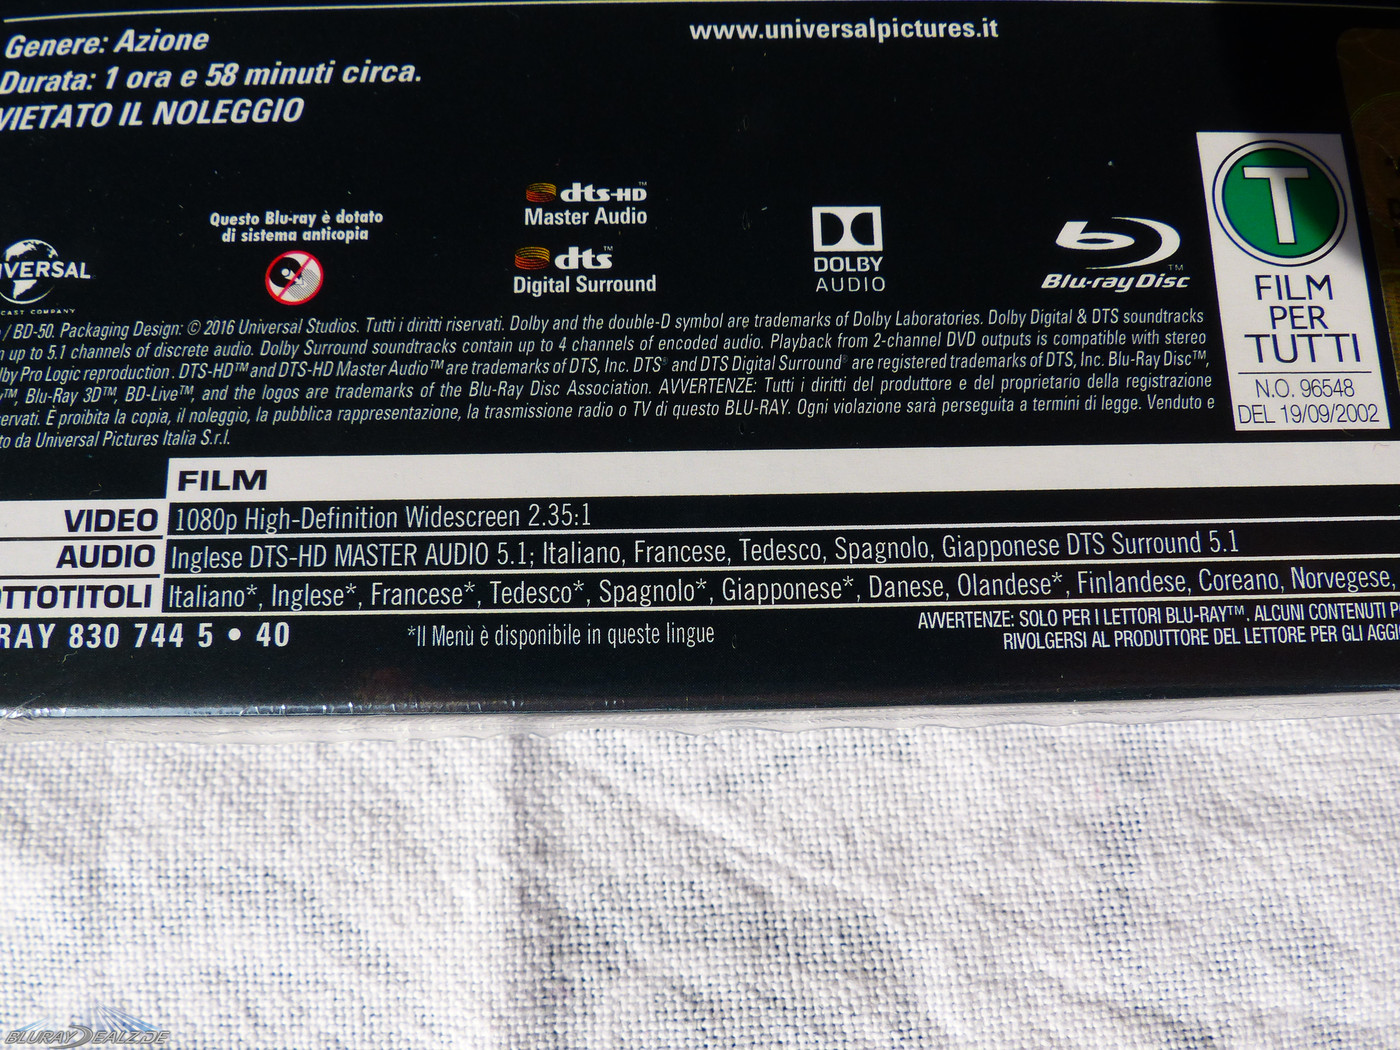 Genere: Azione
www.universalpictures.it
Durata: 1 ora e 58 minuti circa.
VIETATO IL NOLEGGIO
Questo Blu-ray è dotato
di sistema anticopia
dts-HD™
Master Audio
dts™
Digital Surround
DOLBY
AUDIO
Blu-ray Disc™
T
FILM
PER
TUTTI
N.O. 96548
DEL 19/09/2002
VERSAL
CAST COMPANY
/ BD-50. Packaging Design: © 2016 Universal Studios. Tutti i diritti riservati. Dolby and the double-D symbol are trademarks of Dolby Laboratories. Dolby Digital & DTS soundtracks
up to 5.1 channels of discrete audio. Dolby Surround soundtracks contain up to 4 channels of encoded audio. Playback from 2-channel DVD outputs is compatible with stereo
lby Pro Logic reproduction. DTS-HD™ and DTS-HD Master Audio™ are trademarks of DTS, Inc. DTS® and DTS Digital Surround® are registered trademarks of DTS, Inc. Blu-Ray Disc™,
™, Blu-Ray 3D™, BD-Live™, and the logos are trademarks of the Blu-Ray Disc Association. AVVERTENZE: Tutti i diritti del produttore e del proprietario della registrazione
ervati. È proibita la copia, il noleggio, la pubblica rappresentazione, la trasmissione radio o TV di questo BLU-RAY. Ogni violazione sarà perseguita a termini di legge. Venduto e
to da Universal Pictures Italia S.r.l.
FILM
VIDEO 1080p High-Definition Widescreen 2.35:1
AUDIO Inglese DTS-HD MASTER AUDIO 5.1; Italiano, Francese, Tedesco, Spagnolo, Giapponese DTS Surround 5.1
OTTOTITOLI Italiano*, Inglese*, Francese*, Tedesco*, Spagnolo*, Giapponese*, Danese, Olandese*, Finlandese, Coreano, Norvegese,
RAY 830 744 5 • 40
*Il Menù è disponibile in queste lingue
AVVERTENZE: SOLO PER I LETTORI BLU-RAY™. ALCUNI CONTENUTI P
RIVOLGERSI AL PRODUTTORE DEL LETTORE PER GLI AGGI
BLURAYDEALZ.DE